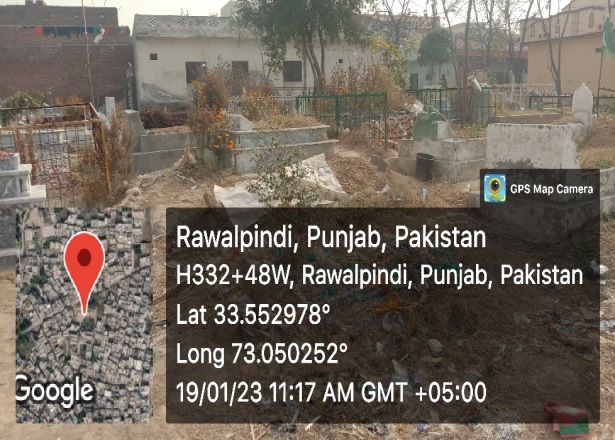 GPS Map Camera
Rawalpindi, Punjab, Pakistan
H332+48W, Rawalpindi, Punjab, Pakistan
Lat 33.552978°
Long 73.050252°
19/01/23 11:17 AM GMT +05:00
Google